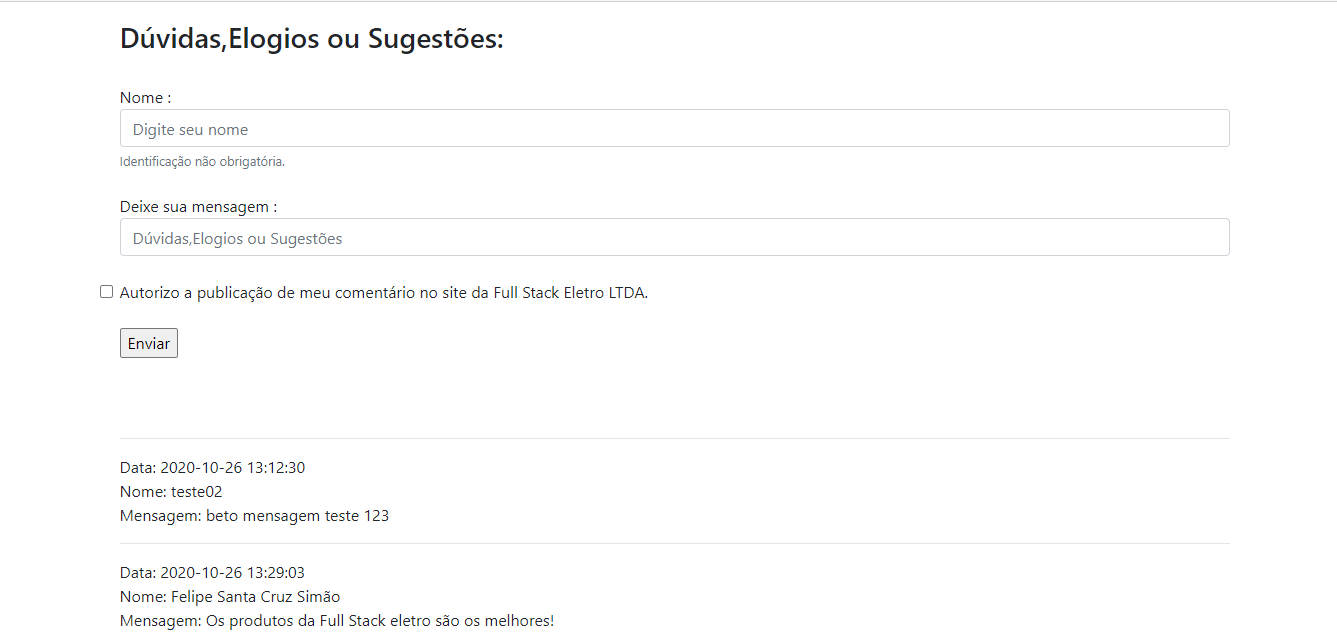 Dúvidas,Elogios ou Sugestões:
Nome :
Digite seu nome
Identificação não obrigatória.
Deixe sua mensagem :
Dúvidas,Elogios ou Sugestões
Autorizo a publicação de meu comentário no site da Full Stack Eletro LTDA.
Enviar
Data: 2020-10-26 13:12:30
Nome: teste02
Mensagem: beto mensagem teste 123
Data: 2020-10-26 13:29:03
Nome: Felipe Santa Cruz Simão
Mensagem: Os produtos da Full Stack eletro são os melhores!